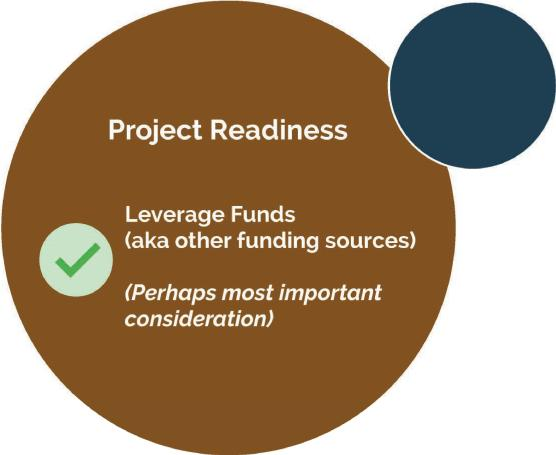 Project Readiness
Leverage Funds
(aka other funding sources)
(Perhaps most important
consideration)